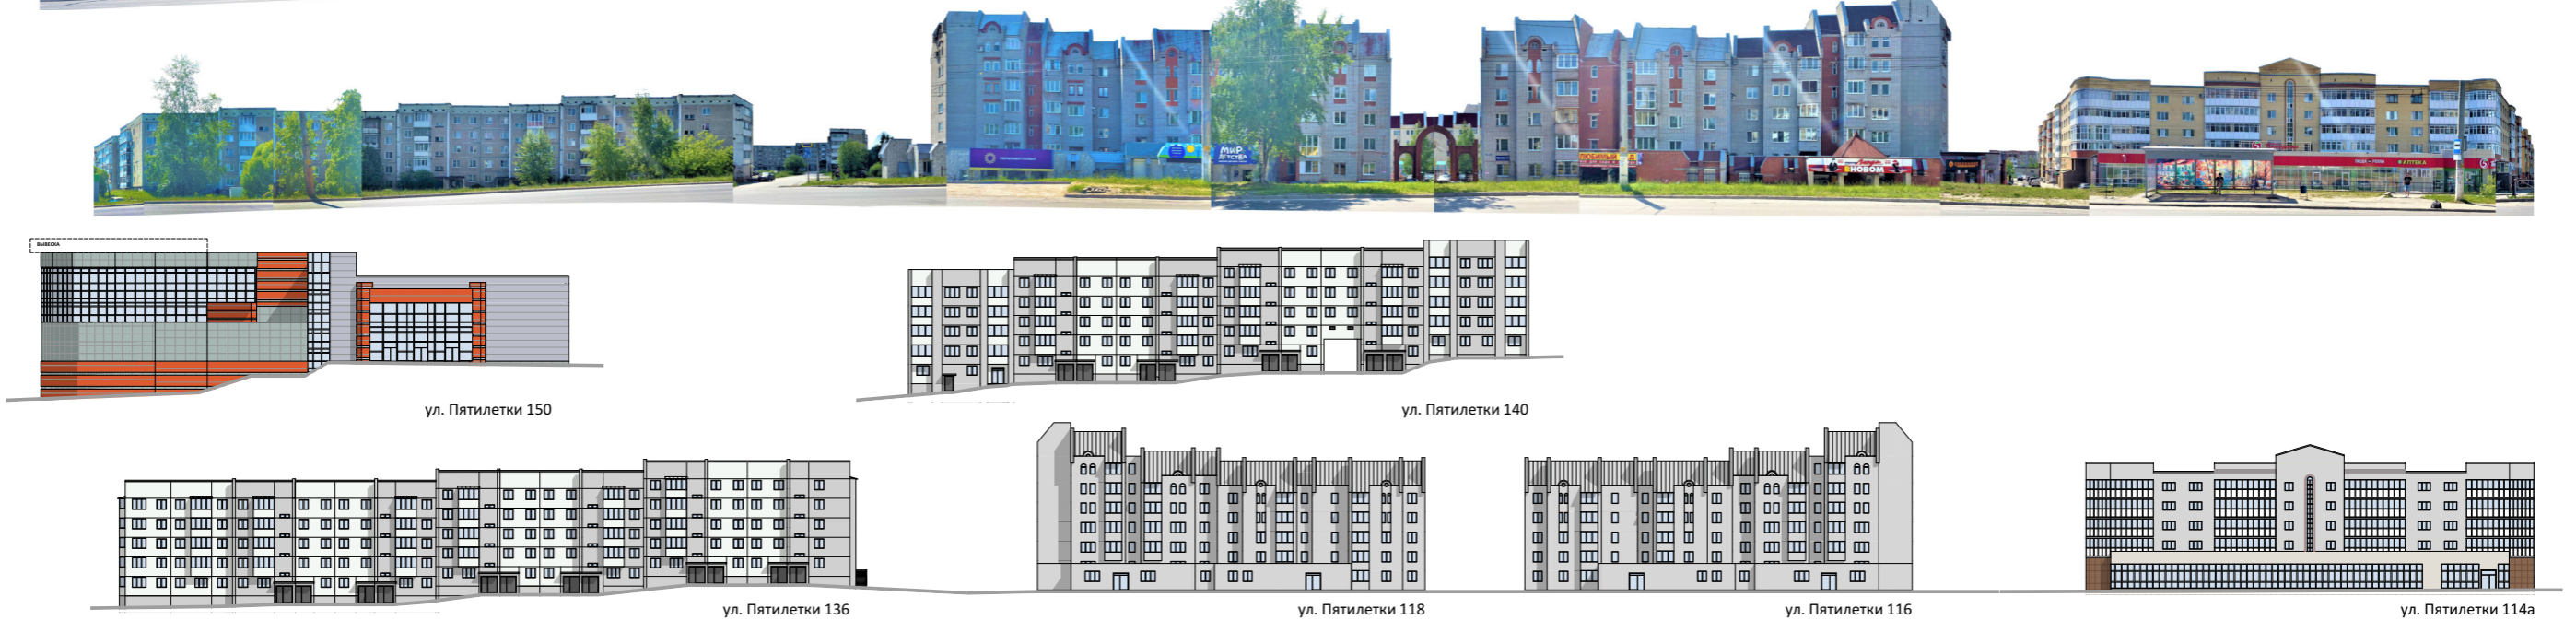 МИР
ДЕТСТВА
ВНОВОМ
АПТЕКА
ВЫВЕСКА
ул. Пятилетки 150
ул. Пятилетки 140
ул. Пятилетки 136
ул. Пятилетки 118
ул. Пятилетки 116
ул. Пятилетки 114а